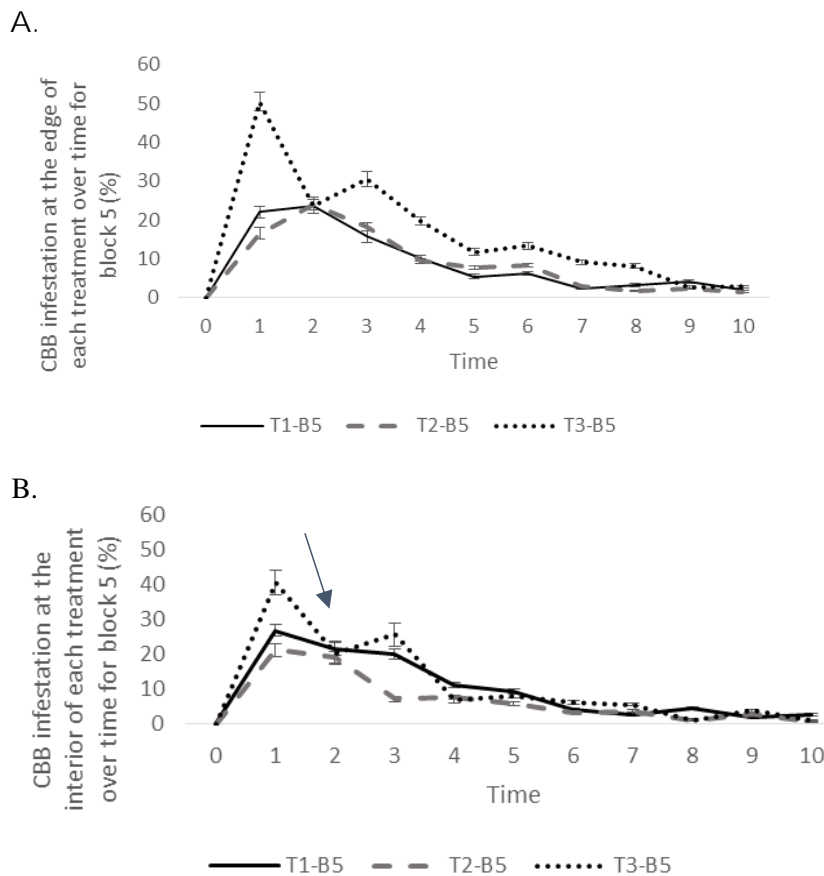 A.
CBB infestation at the edge of
each treatment over time for
block 5 (%)
60
50
40
30
20
10
0
0 1 2 3 4 5 6 7 8 9 10
Time
T1-B5 T2-B5 T3-B5
B.
CBB infestation at the
interior of each treatment
over time for block 5 (%)
60
50
40
30
20
10
0
0 1 2 3 4 5 6 7 8 9 10
Time
T1-B5 T2-B5 T3-B5